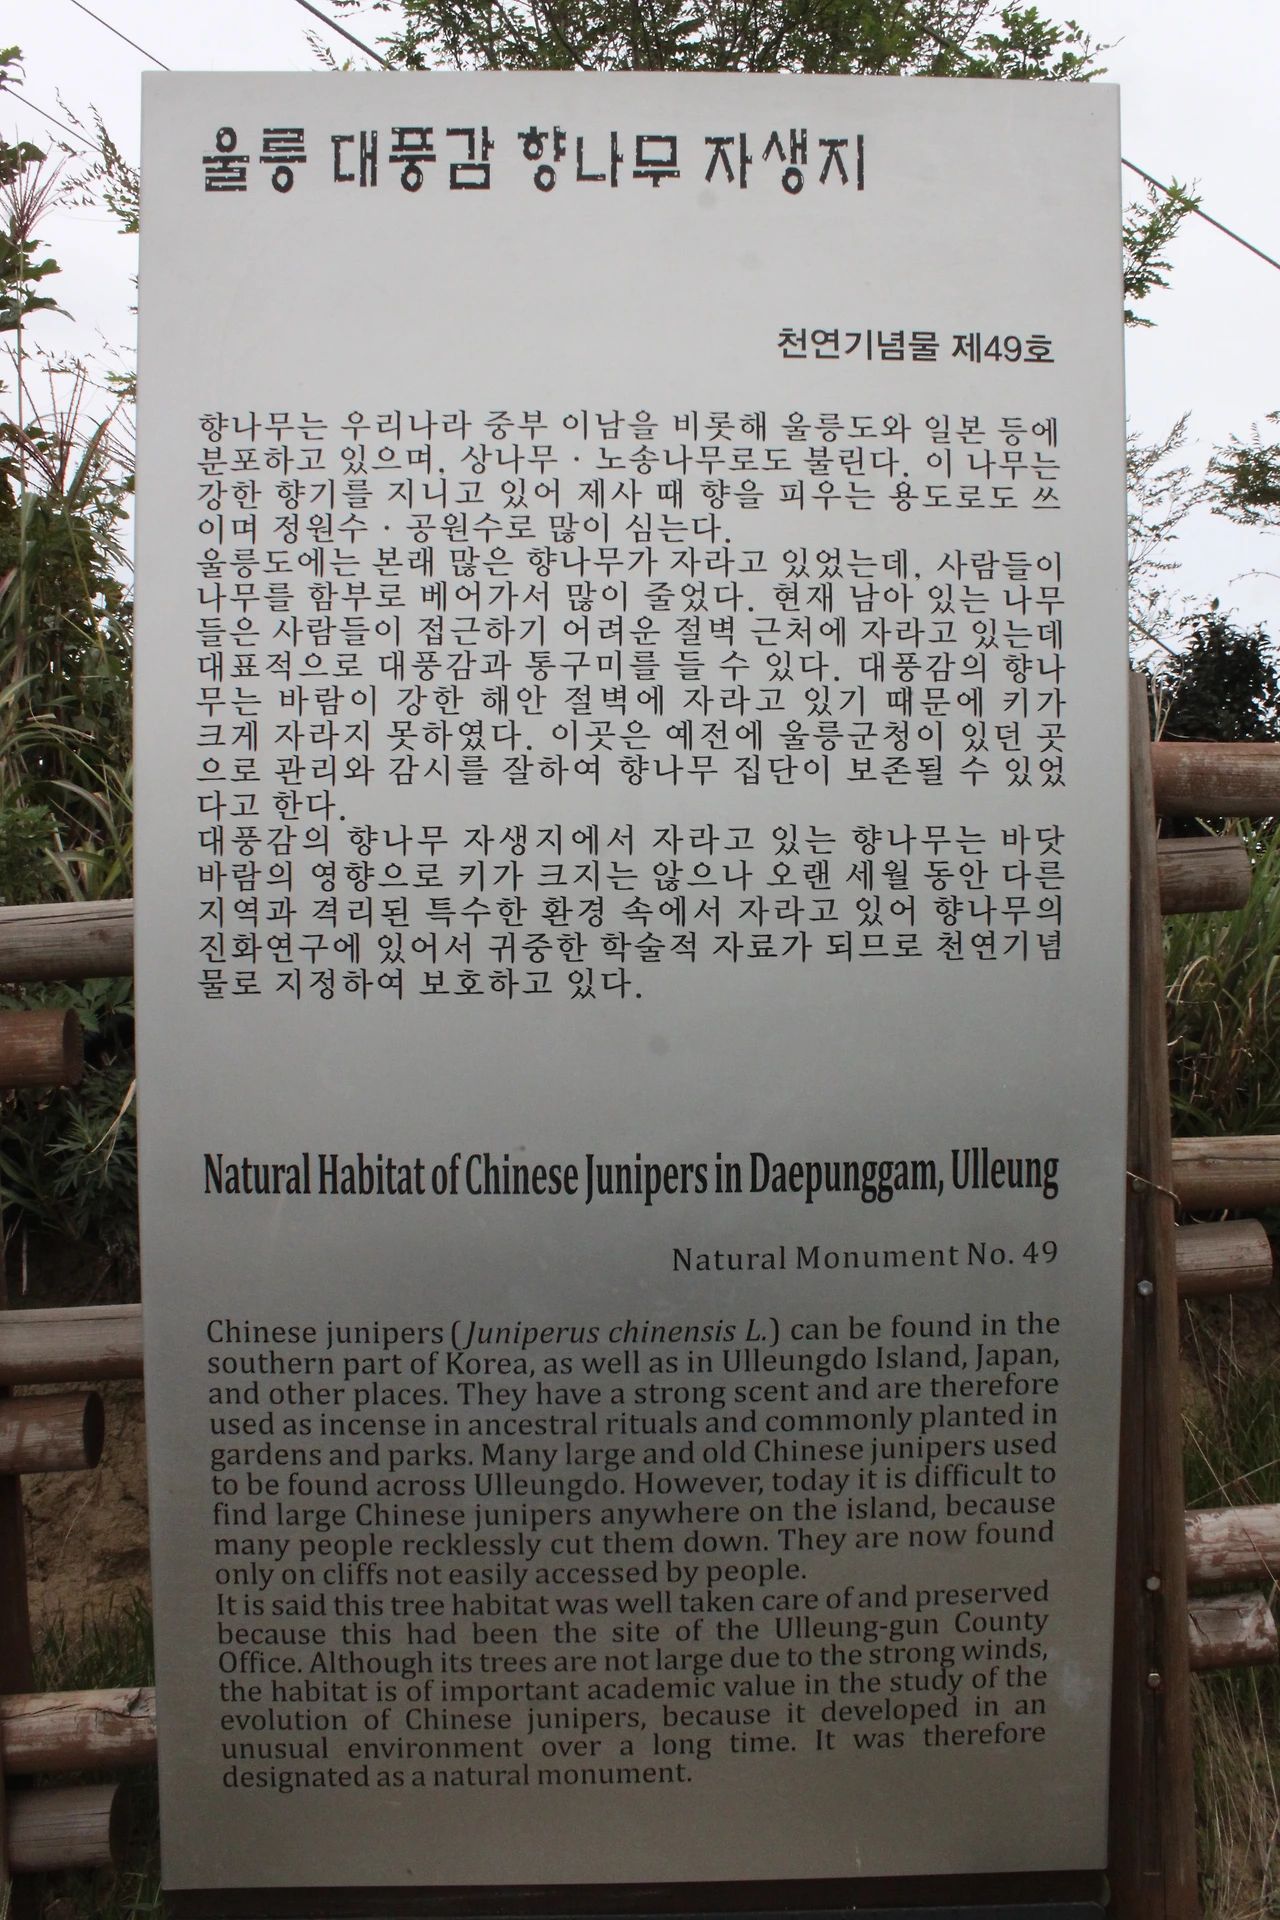 울릉 대풍감 향나무 자생지
천연기념물 제49호
향나무는 우리나라 중부 이남을 비롯해 울릉도와 일본 등에
분포하고 있으며, 상나무 · 노송나무로도 불린다. 이 나무는
강한 향기를 지니고 있어 제사 때 향을 피우는 용도로도 쓰
이며 정원수 · 공원수로 많이 심는다.
울릉도에는 본래 많은 향나무가 자라고 있었는데, 사람들이
나무를 함부로 베어가서 많이 줄었다. 현재 남아 있는 나무
들은 사람들이 접근하기 어려운 절벽 근처에 자라고 있는데
대표적으로 대풍감과 통구미를 들 수 있다. 대풍감의 향나
무는 바람이 강한 해안 절벽에 자라고 있기 때문에 키가
크게 자라지 못하였다. 이곳은 예전에 울릉군청이 있던 곳
으로 관리와 감시를 잘하여 향나무 집단이 보존될 수 있었
다고 한다.
대풍감의 향나무 자생지에서 자라고 있는 향나무는 바닷
바람의 영향으로 키가 크지는 않으나 오랜 세월 동안 다른
지역과 격리된 특수한 환경 속에서 자라고 있어 향나무의
진화연구에 있어서 귀중한 학술적 자료가 되므로 천연기념
물로 지정하여 보호하고 있다.
Natural Habitat of Chinese Junipers in Daepunggam, Ulleung
Natural Monument No. 49
Chinese junipers (Juniperus chinensis L.) can be found in the
southern part of Korea, as well as in Ulleungdo Island, Japan,
and other places. They have a strong scent and are therefore
used as incense in ancestral rituals and commonly planted in
gardens and parks. Many large and old Chinese junipers used
to be found across Ulleungdo. However, today it is difficult to
find large Chinese junipers anywhere on the island, because
many people recklessly cut them down. They are now found
only on cliffs not easily accessed by people.
It is said this tree habitat was well taken care of and preserved
because this had been the site of the Ulleung-gun County
Office. Although its trees are not large due to the strong winds,
the habitat is of important academic value in the study of the
evolution of Chinese junipers, because it developed in an
unusual environment over a long time. It was therefore
designated as a natural monument.